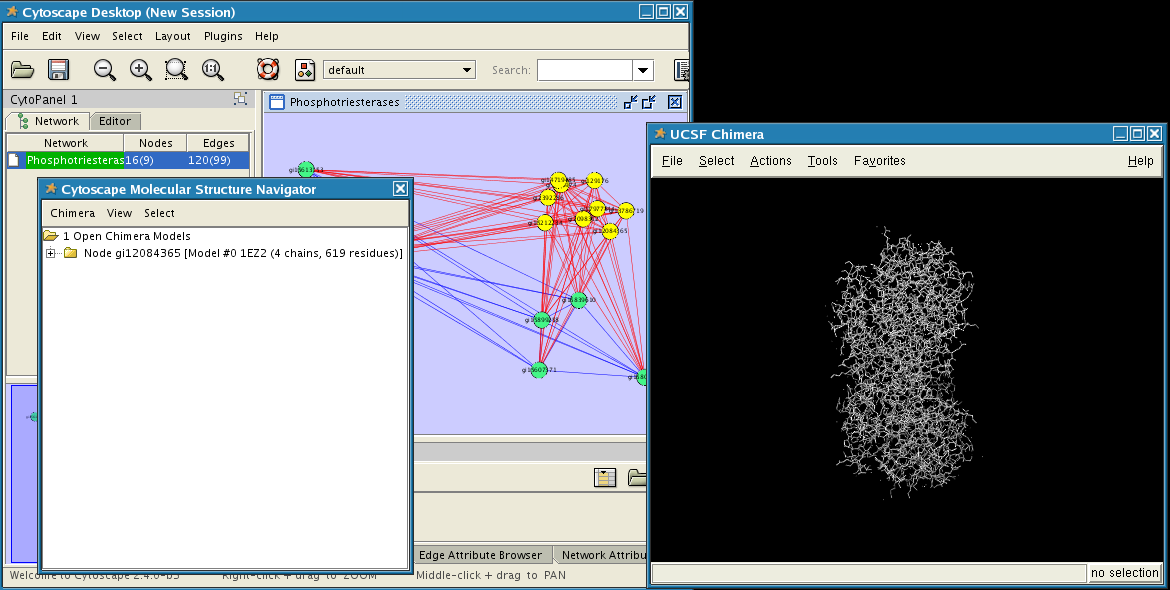 Cytoscape Desktop (New Session)
File Edit View Select Layout Plugins Help
default
Search:
CytoPanel 1
Network Editor
Network Nodes Edges
Phosphotriesteras 16(9) 120(99)
Phosphotriesterases
gi129176
gi12084365
Cytoscape Molecular Structure Navigator
Chimera View Select
1 Open Chimera Models
Node gi12084365 [Model #0 1EZ2 (4 chains, 619 residues)]
Edge Attribute Browser
Network Attribu
Welcome to Cytoscape 2.4.0-b3 Right-click + drag to ZOOM Middle-click + drag to PAN
UCSF Chimera
File Select Actions Tools Favorites Help
no selection